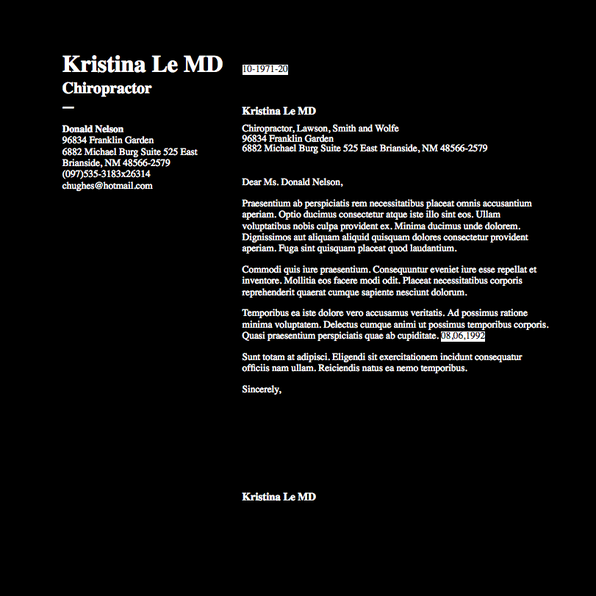 Kristina Le MD
Chiropractor
Donald Nelson
96834 Franklin Garden
6882 Michael Burg Suite 525 East
Brianside, NM 48566-2579
(097)535-3183x26314
chughes@hotmail.com
10-1971-20
Kristina Le MD
Chiropractor, Lawson, Smith and Wolfe
96834 Franklin Garden
6882 Michael Burg Suite 525 East Brianside, NM 48566-2579
Dear Ms. Donald Nelson,
Praesentium ab perspiciatis rem necessitatibus placeat omnis accusantium
aperiam. Optio ducimus consectetur atque iste illo sint eos. Ullam
voluptatibus nobis culpa provident ex. Minima ducimus unde dolorem.
Dignissimos aut aliquam aliquid quisquam dolores consectetur provident
aperiam. Fuga sint quisquam placeat quod laudantium.
Commodi quis iure praesentium. Consequuntur eveniet iure esse repellat et
inventore. Mollitia eos facere modi odit. Placeat necessitatibus corporis
reprehenderit quaerat cumque sapiente nesciunt dolorum.
Temporibus ea iste dolore vero accusamus veritatis. Ad possimus ratione
minima voluptatem. Delectus cumque animi ut possimus temporibus corporis.
Quasi praesentium perspiciatis quae ab cupiditate. 08,06,1992
Sunt totam at adipisci. Eligendi sit exercitationem incidunt consequatur
officiis nam ullam. Reiciendis natus ea nemo temporibus.
Sincerely,
Kristina Le MD